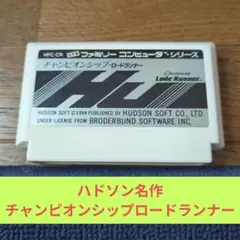 HFC-CR
ファミリー コンピュータ・シリーズ
チャンピオンシップ・ロードランナー
Championship
Lode Runner.
HU
HUDSON SOFT © 1984 PUBLISHED BY HUDSON SOFT CO., LTD.
UNDER LICENSE FROM BRODERBUND SOFTWARE INC.
ハドソン名作
チャンピオンシップロードランナー